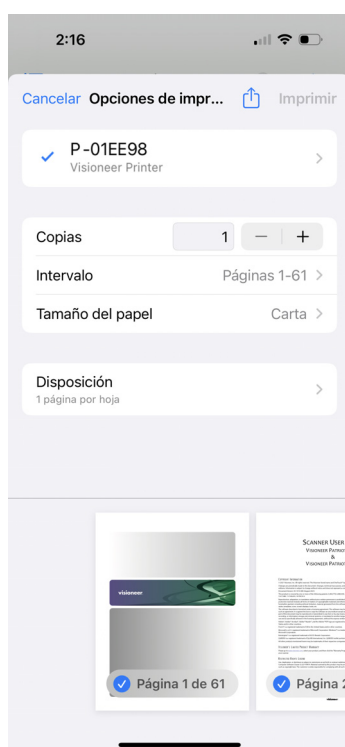 2:16
Cancelar Opciones de impr... Imprimir
P-01EE98
Visioneer Printer
Copias 1
Intervalo Páginas 1-61
Tamaño del papel Carta
Disposición
1 página por hoja
visioneer
Página 1 de 61
SCANNER USER
VISIONEER PATRIOT
&
VISIONEER PATRIOT
Página 2